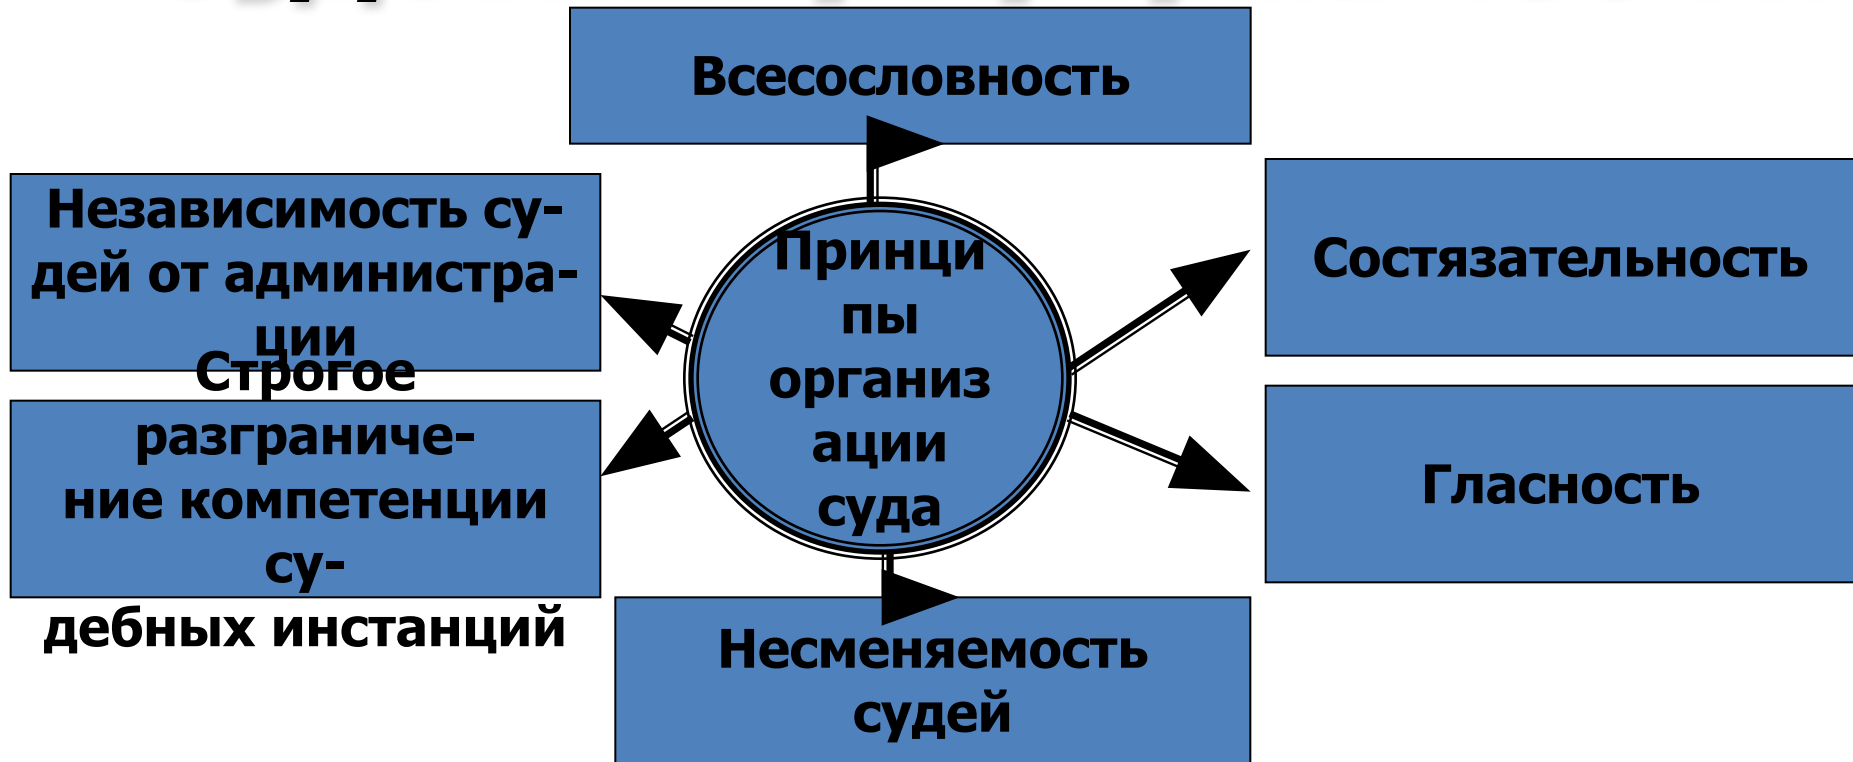 Всесословность
Независимость су-
дей от администра-
ции
Строгое
разграниче-
ние компетенции
су-
дебных инстанций
Принци
пы
организ
ации
суда
Состязательность
Гласность
Несменяемость
судей